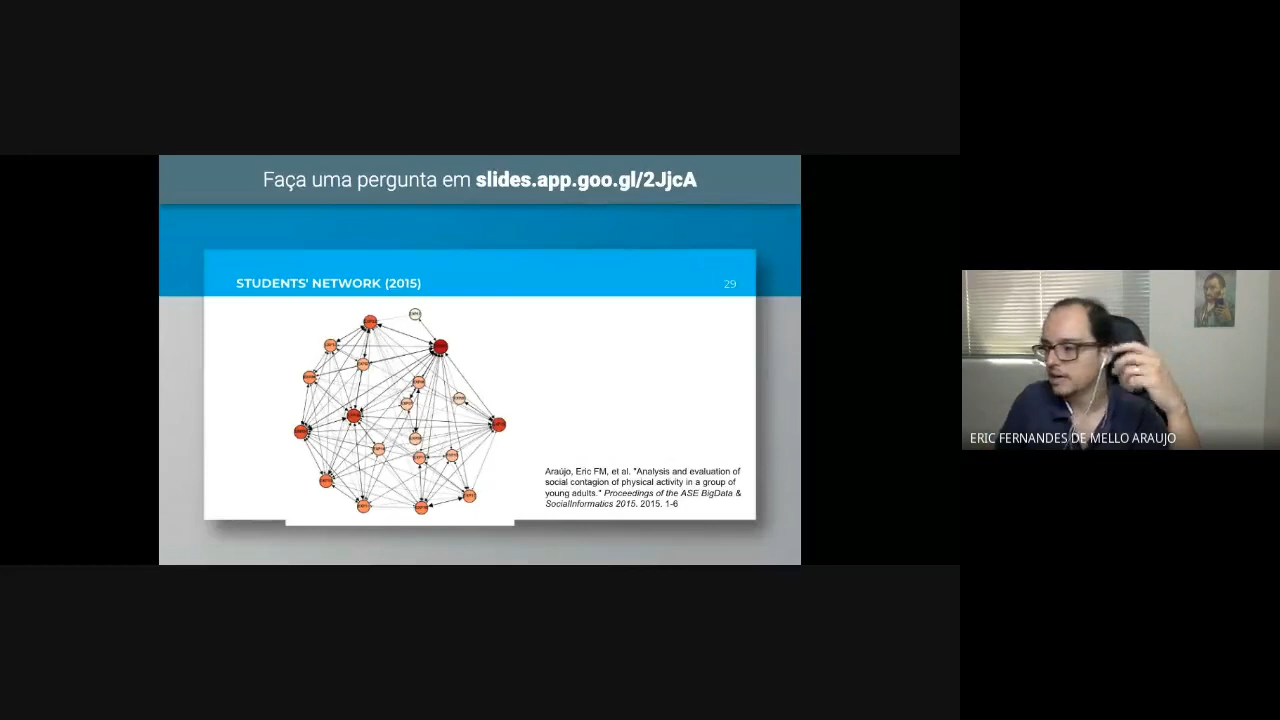 Faça uma pergunta em slides.app.goo.gl/2JjcA
STUDENTS' NETWORK (2015)
29
Araújo, Eric FM, et al. "Analysis and evaluation of
social contagion of physical activity in a group of
young adults." Proceedings of the ASE BigData &
SocialInformatics 2015. 2015. 1-6
ERIC FERNANDES DE MELLO ARAUJO